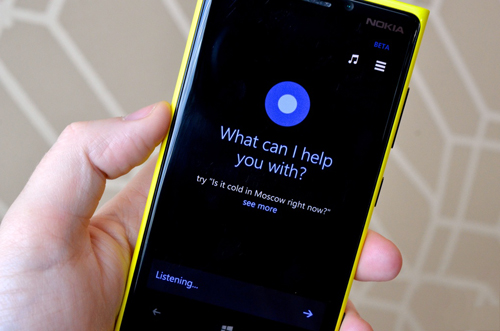 NOKIA
BETA
What can I help
you with?
try "Is it cold in Moscow right now?"
see more
Listening...